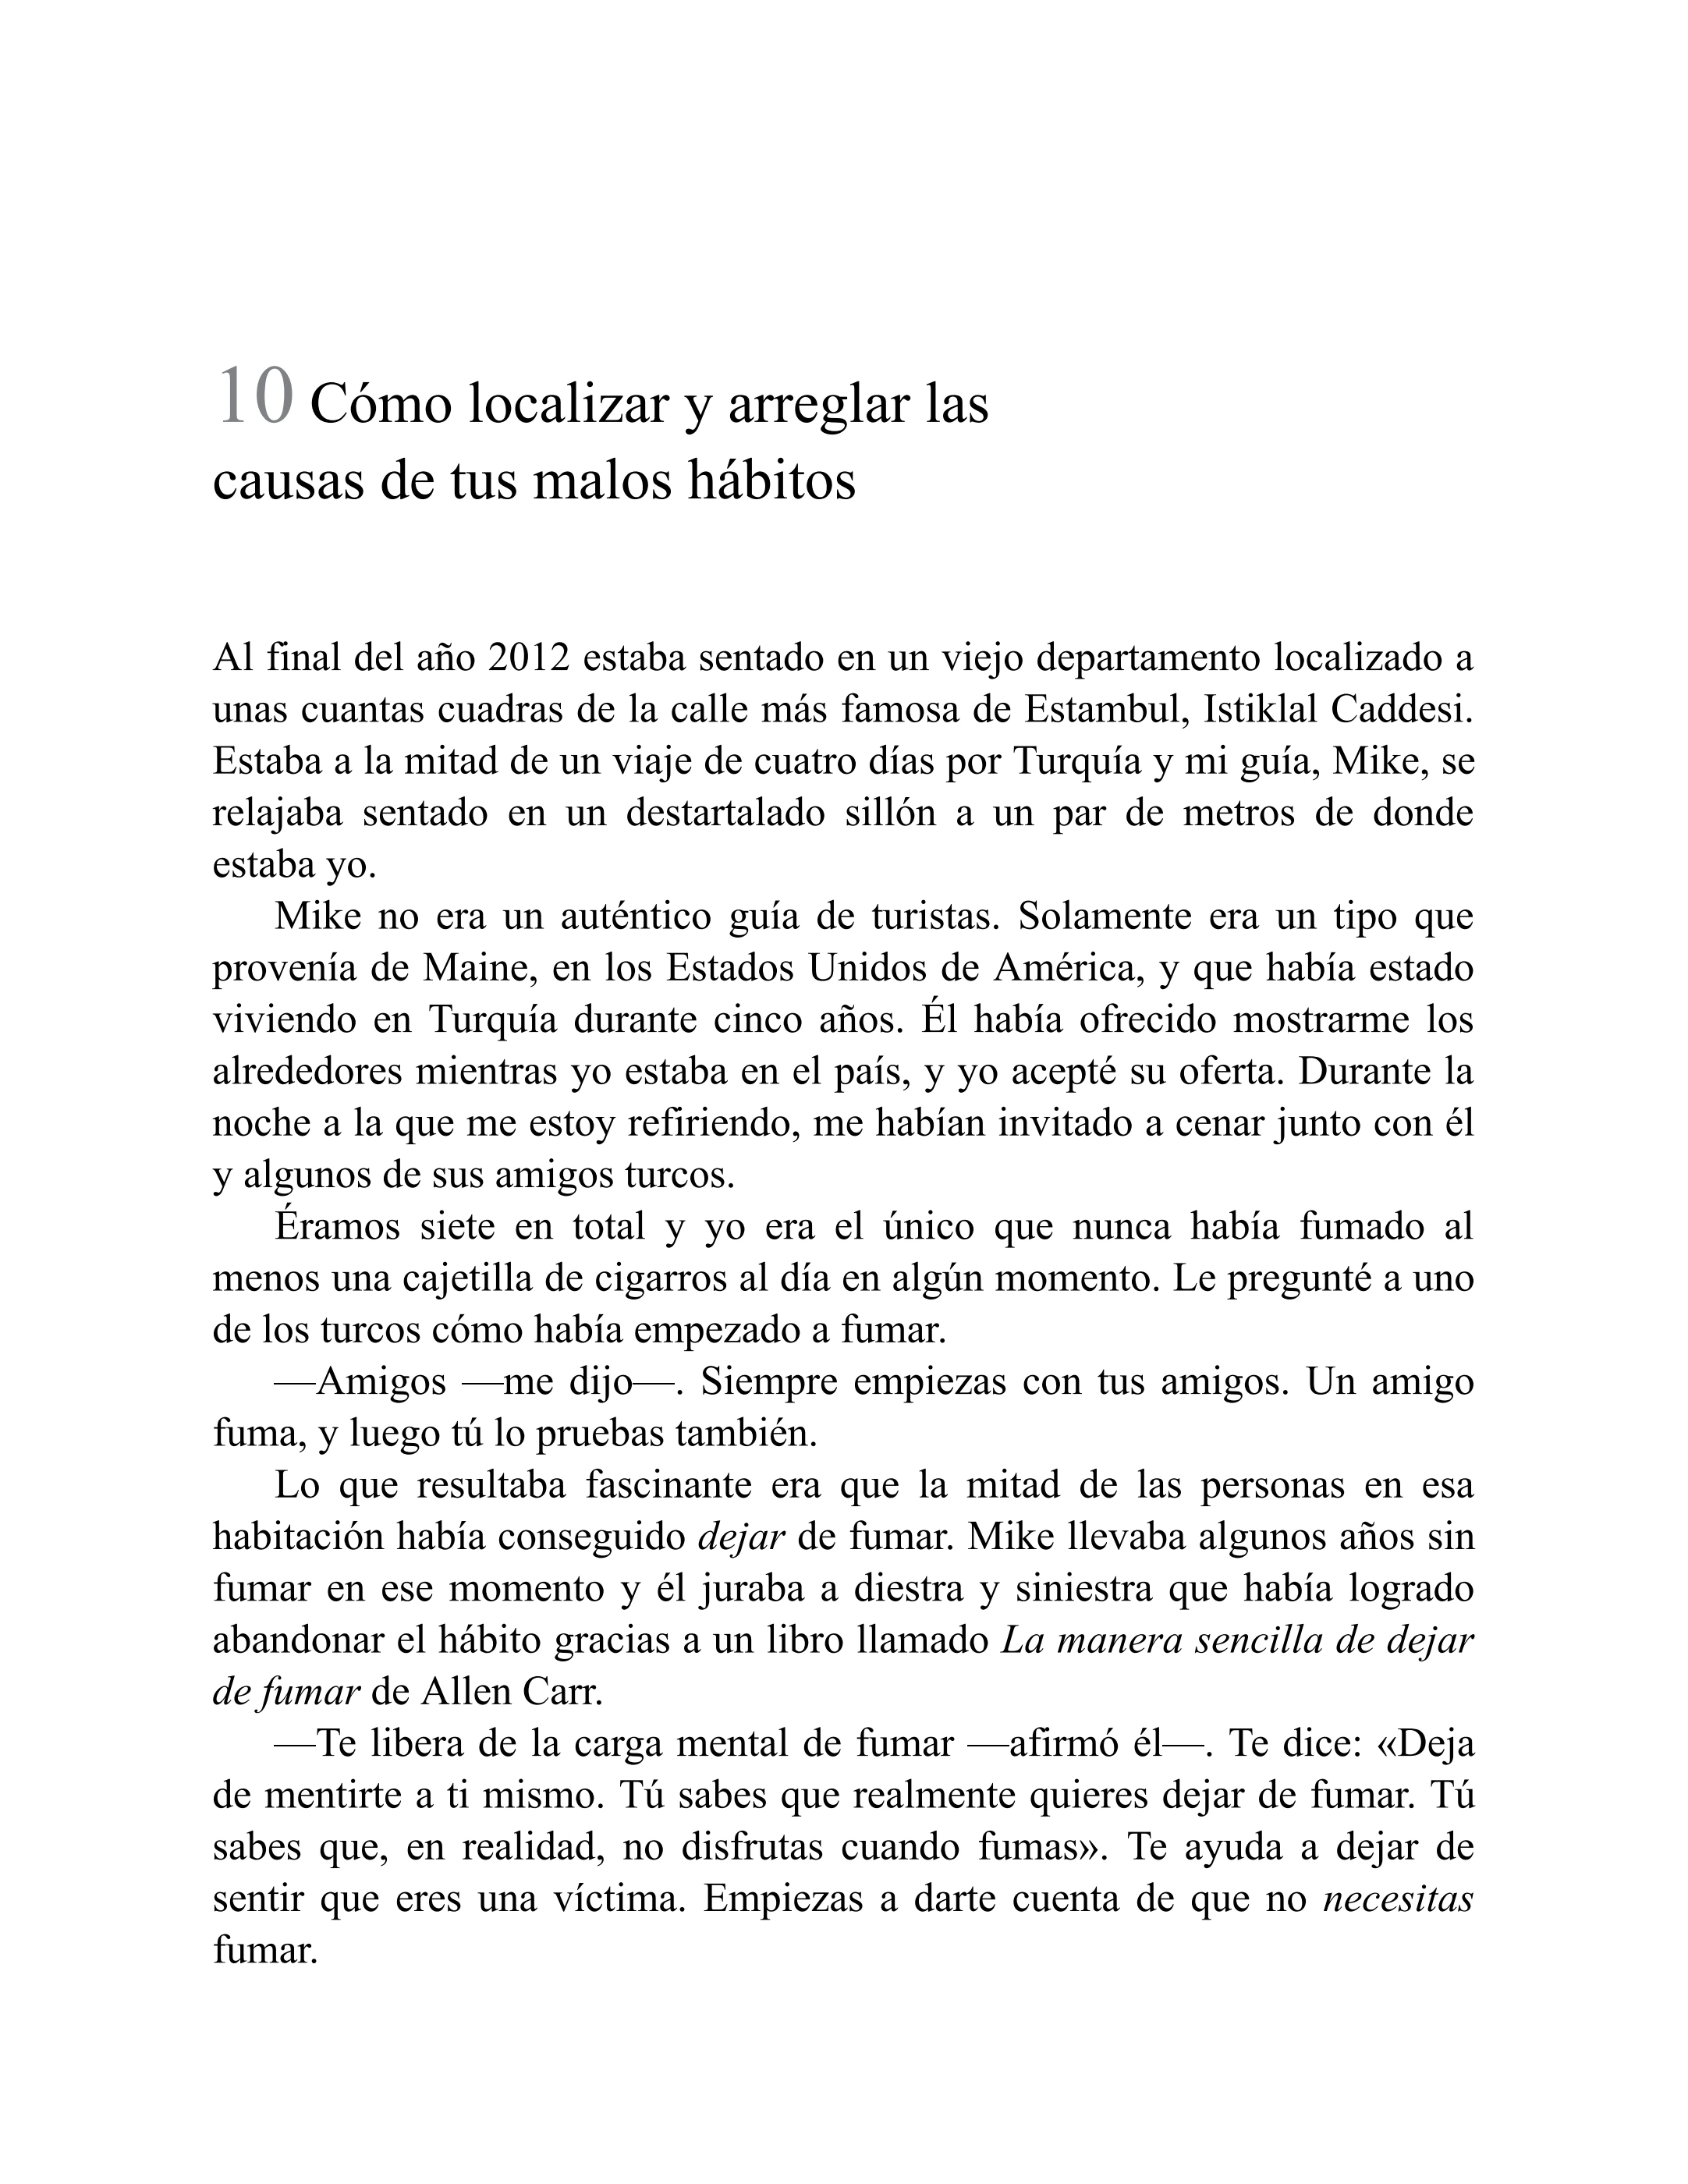 10 Cómo localizar y arreglar las
causas de tus malos hábitos
Al final del año 2012 estaba sentado en un viejo departamento localizado a
unas cuantas cuadras de la calle más famosa de Estambul, Istiklal Caddesi.
Estaba a la mitad de un viaje de cuatro días por Turquía y mi guía, Mike, se
relajaba sentado en un destartalado sillón a un par de metros de donde
estaba yo.
Mike no era un auténtico guía de turistas. Solamente era un tipo que
provenía de Maine, en los Estados Unidos de América, y que había estado
viviendo en Turquía durante cinco años. Él había ofrecido mostrarme los
alrededores mientras yo estaba en el país, y yo acepté su oferta. Durante la
noche a la que me estoy refiriendo, me habían invitado a cenar junto con él
y algunos de sus amigos turcos.
Éramos siete en total y yo era el único que nunca había fumado al
menos una cajetilla de cigarros al día en algún momento. Le pregunté a uno
de los turcos cómo había empezado a fumar.
—Amigos —me dijo—. Siempre empiezas con tus amigos. Un amigo
fuma, y luego tú lo pruebas también.
Lo que resultaba fascinante era que la mitad de las personas en esa
habitación había conseguido dejar de fumar. Mike llevaba algunos años sin
fumar en ese momento y él juraba a diestra y siniestra que había logrado
abandonar el hábito gracias a un libro llamado La manera sencilla de dejar
de fumar de Allen Carr.
—Te libera de la carga mental de fumar —afirmó él—. Te dice: «Deja
de mentirte a ti mismo. Tú sabes que realmente quieres dejar de fumar. Tú
sabes que, en realidad, no disfrutas cuando fumas». Te ayuda a dejar de
sentir que eres una víctima. Empiezas a darte cuenta de que no necesitas
fumar.